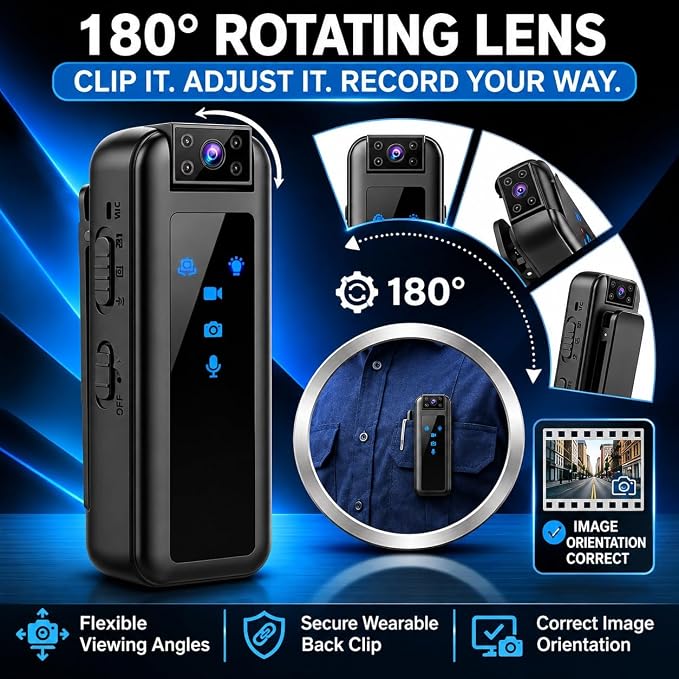 180° ROTATING LENS
CLIP IT. ADJUST IT. RECORD YOUR WAY.
OFF
180°
IMAGE
ORIENTATION
CORRECT
Flexible
Viewing Angles
Secure Wearable
Back Clip
Correct Image
Orientation